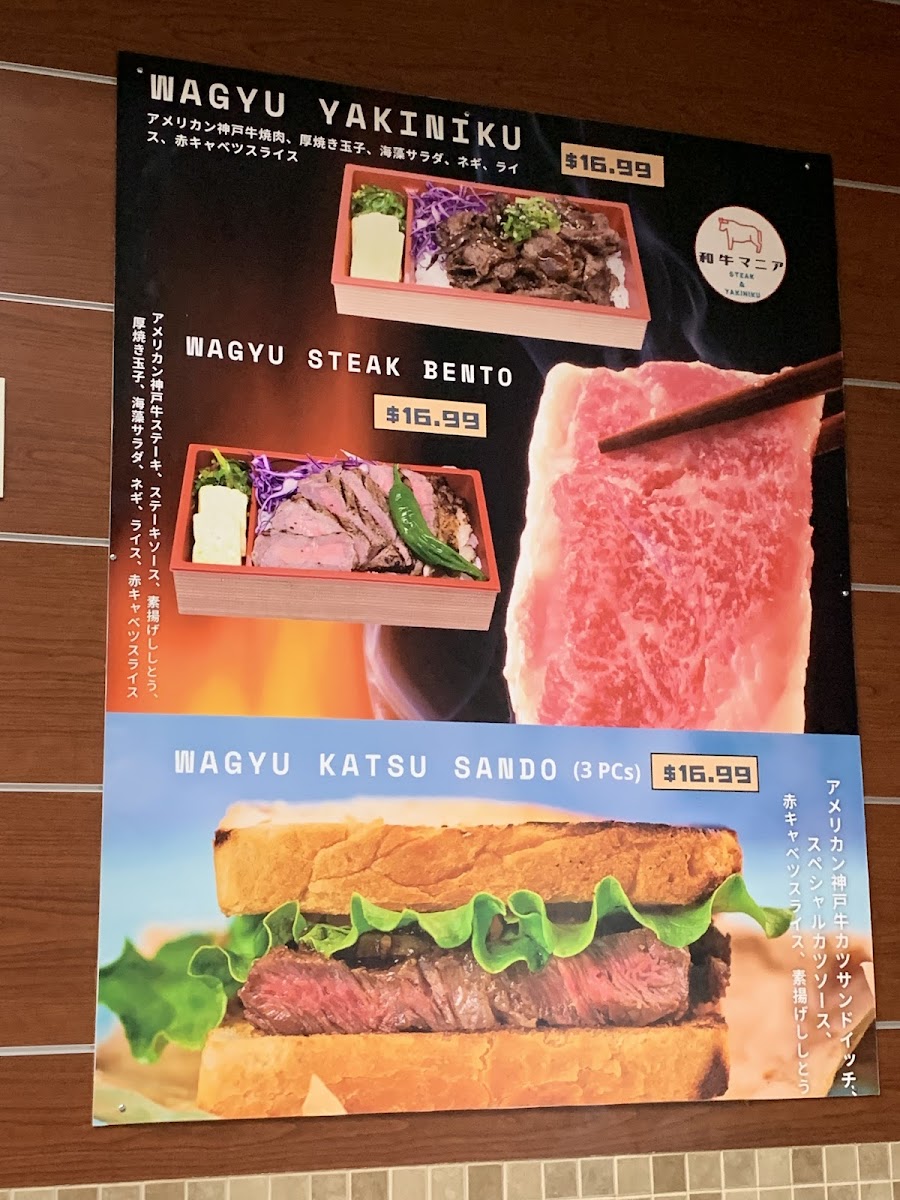 WAGYU YAKINIKU
アメリカン神戸牛焼肉、厚焼き玉子、海藻サラダ、ネギ、ライ
ス、赤キャベツスライス
$16.99
和牛マニア
STEAK
&
YAKINIKU
WAGYU STEAK BENTO
$16.99
アメリカン神戸牛ステーキ、ステーキソース、素揚げししとう、
厚焼き玉子、海藻サラダ、ネギ、ライス、赤キャベツスライス
WAGYU KATSU SANDO (3 PCs)
$16.99
アメリカン神戸牛カツサンドイッチ、
スペシャルカツソース、
赤キャベツスライス、素揚げししとう